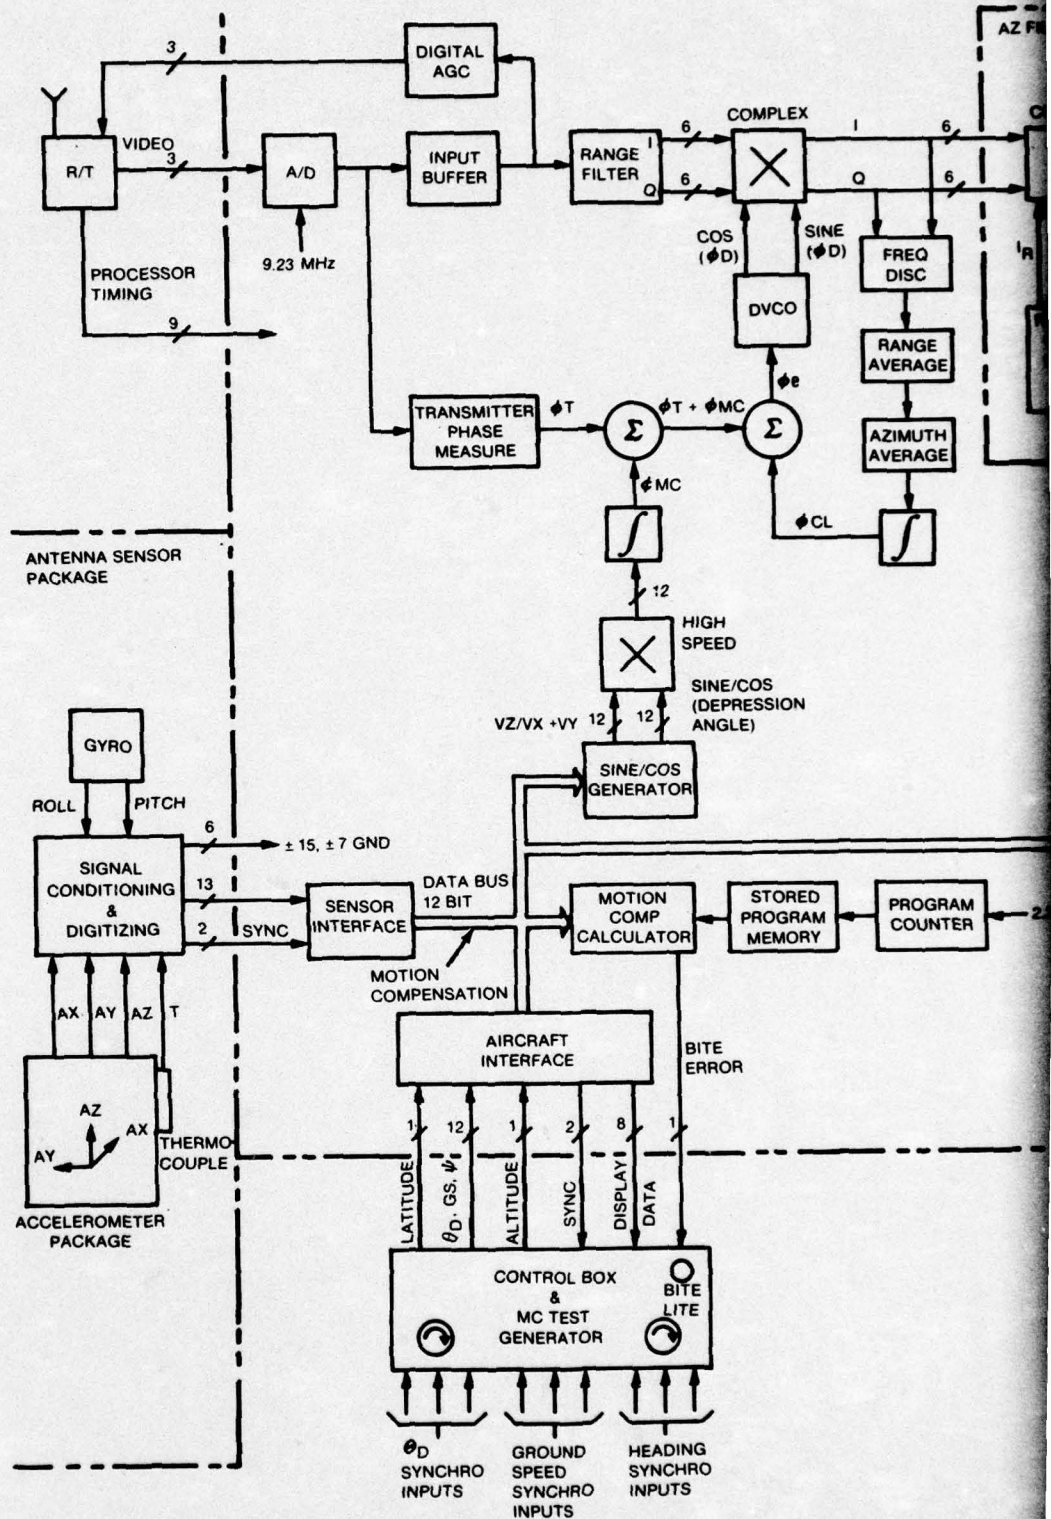 AZ
DIGITAL
AGC
3
COMPLEX
VIDEO
3
R/T
A/D
INPUT
BUFFER
RANGE
FILTER
I
Q
6
6
I
Q
6
6
9.23 MHz
COS
(ϕD)
SINE
(ϕD)
FREQ
DISC
IR
PROCESSOR
TIMING
9
DVCO
RANGE
AVERAGE
ϕe
TRANSMITTER
PHASE
MEASURE
ϕT
Σ
ϕT + ϕMC
Σ
AZIMUTH
AVERAGE
ϕMC
∫
ϕCL
∫
ANTENNA SENSOR
PACKAGE
12
HIGH
SPEED
SINE/COS
(DEPRESSION
ANGLE)
VZ/VX +VY
12
12
GYRO
SINE/COS
GENERATOR
ROLL
PITCH
6
± 15, ± 7 GND
SIGNAL
CONDITIONING
&
DIGITIZING
13
2
SYNC
SENSOR
INTERFACE
DATA BUS
12 BIT
MOTION
COMP
CALCULATOR
STORED
PROGRAM
MEMORY
PROGRAM
COUNTER
MOTION
COMPENSATION
AX
AY
AZ
T
AIRCRAFT
INTERFACE
BITE
ERROR
AZ
AX
AY
THERMO
COUPLE
1
12
1
2
8
1
LATITUDE
θD, GS, ψ
ALTITUDE
SYNC
DISPLAY
DATA
ACCELEROMETER
PACKAGE
CONTROL BOX
&
MC TEST
GENERATOR
BITE
LITE
θD
SYNCHRO
INPUTS
GROUND
SPEED
SYNCHRO
INPUTS
HEADING
SYNCHRO
INPUTS